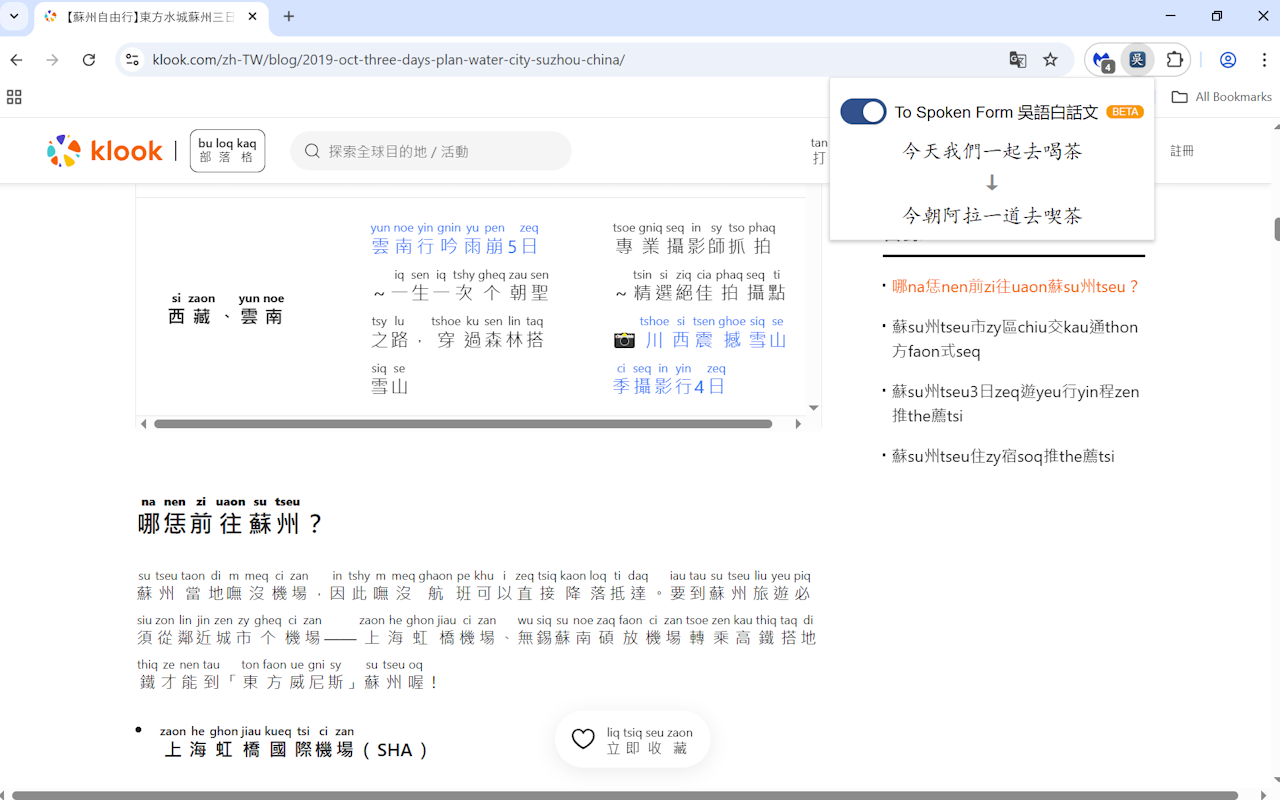 【蘇州自由行】東方水城蘇州三日
klook.com/zh-TW/blog/2019-oct-three-days-plan-water-city-suzhou-china/
4
吳
All Bookmarks
To Spoken Form 吳語白話文 BETA
今天我們一起去喝茶
↓
今朝阿拉一道去喫茶
klook
bu loq kaq
部落格
探索全球目的地 / 活動
tan
打
註冊
si zaon yun noe
西藏、雲南
yun noe yin gnin yu pen zeq
雲南行吟雨崩5日
iq sen iq tshy gheq zau sen
~一生一次个朝聖
tsy lu tshoe ku sen lin taq
之路，穿過森林搭
siq se
雪山
tsoe gniq seq in sy tso phaq
專業攝影師抓拍
tsin si ziq cia phaq seq ti
~精選絕佳拍攝點
tshoe si tsen ghoe siq se
📷 川西震撼雪山
ci seq in yin zeq
季攝影行4日
· 哪na恁nen前zi往uaon蘇su州tseu？
· 蘇su州tseu市zy區chiu交kau通thon
方faon式seq
· 蘇su州tseu3日zeq遊yeu行yin程zen
推the薦tsi
· 蘇su州tseu住zy宿soq推the薦tsi
na nen zi uaon su tseu
哪恁前往蘇州？
su tseu taon di m meq ci zan in tshy m meq ghaon pe khu i zeq tsiq kaon loq ti daq iau tau su tseu liu yeu piq
蘇州當地嘸沒機場，因此嘸沒航班可以直接降落抵達。要到蘇州旅遊必
siu zon lin jin zen zy gheq ci zan zaon he ghon jiau ci zan wu siq su noe zaq faon ci zan tsoe zen kau thiq taq di
須從鄰近城市个機場——上海虹橋機場、無錫蘇南碩放機場轉乘高鐵搭地
thiq ze nen tau ton faon ue gni sy su tseu oq
鐵才能到「東方威尼斯」蘇州喔！
zaon he ghon jiau kueq tsi ci zan
• 上海虹橋國際機場（SHA）
liq tsiq seu zaon
立即收藏